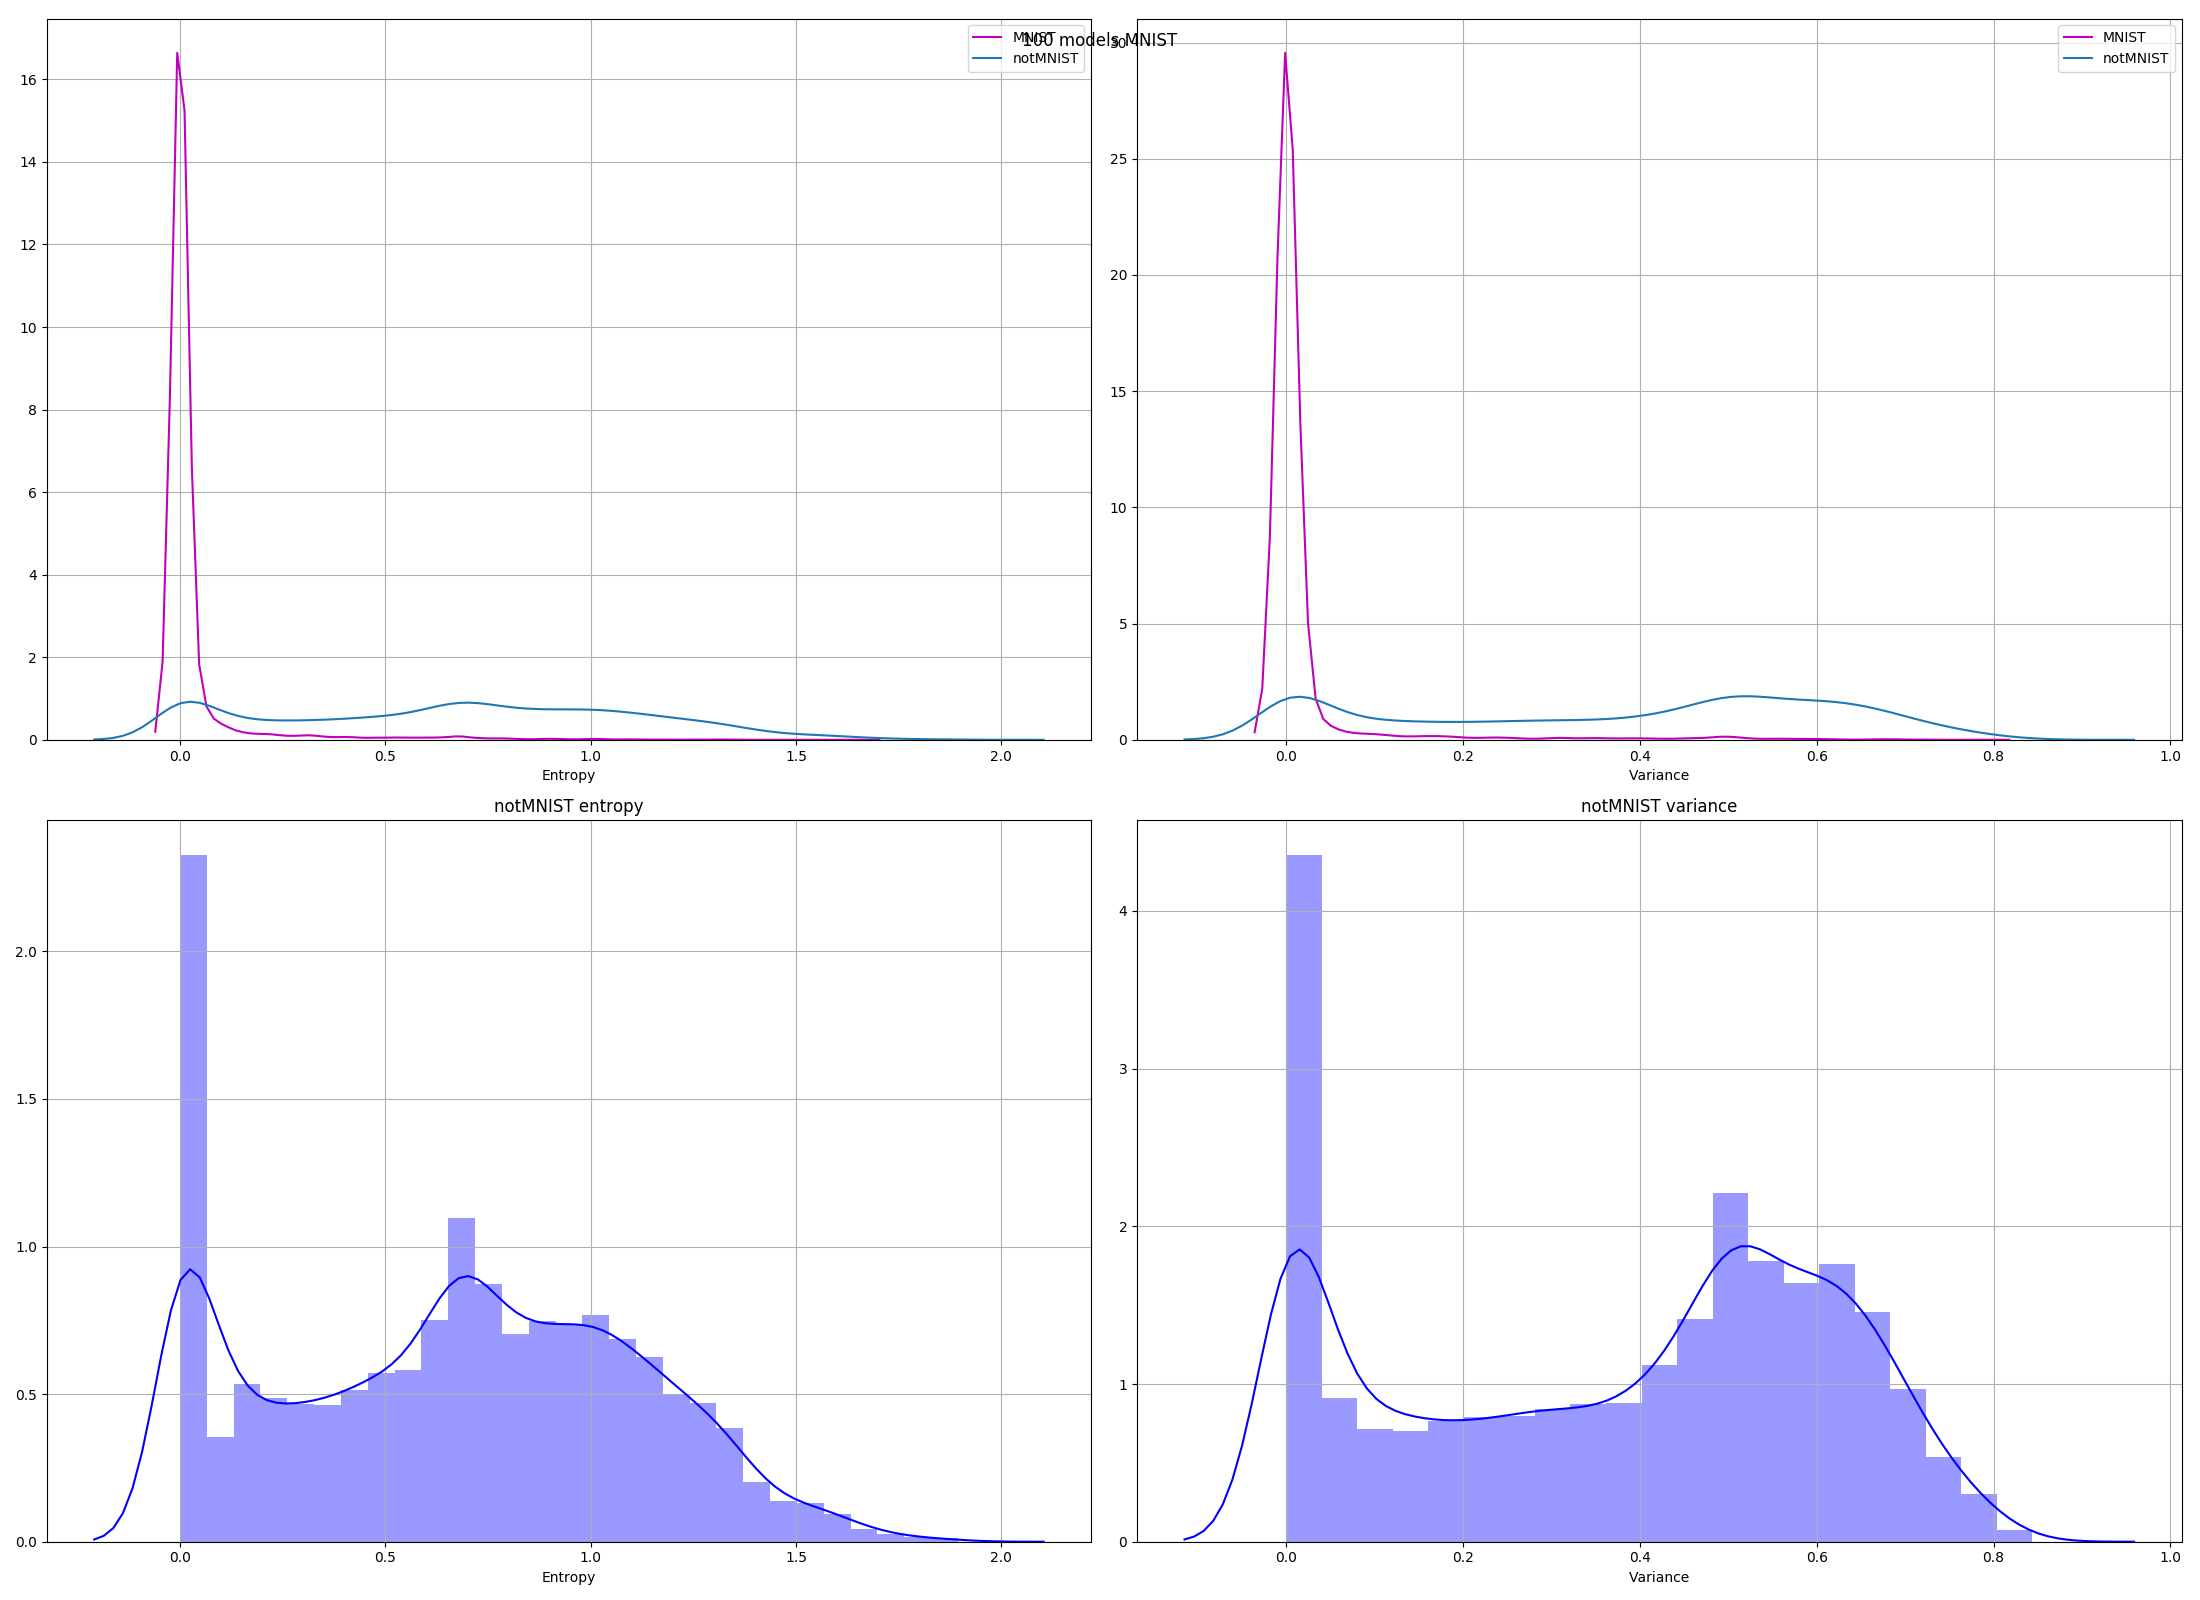 100 models MNIST
MNIST
notMNIST
16
14
12
10
8
6
4
2
0
0.0 0.5 1.0 1.5 2.0
Entropy
MNIST
notMNIST
30
25
20
15
10
5
0
0.0 0.2 0.4 0.6 0.8 1.0
Variance
notMNIST entropy
2.0
1.5
1.0
0.5
0.0
0.0 0.5 1.0 1.5 2.0
Entropy
notMNIST variance
4
3
2
1
0
0.0 0.2 0.4 0.6 0.8 1.0
Variance